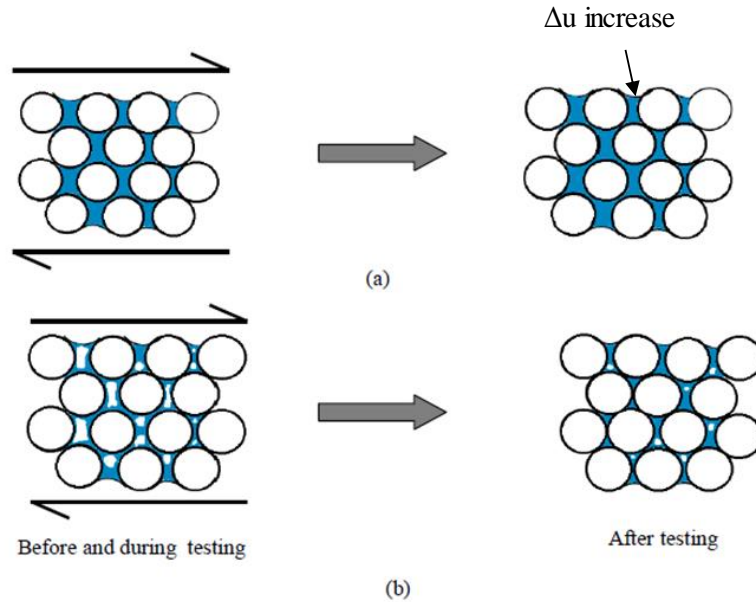 Δu increase
(a)
Before and during testing
After testing
(b)